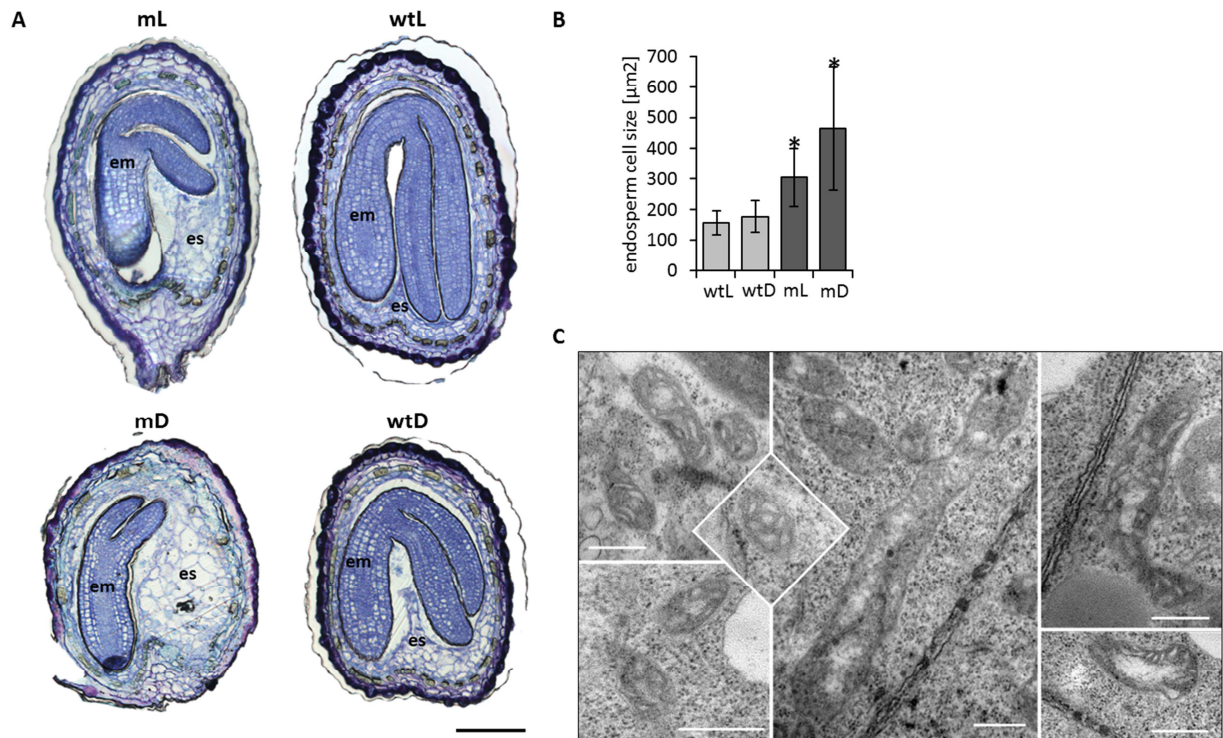 A
mL
wtL
em
es
em
es
mD
wtD
em
es
em
es
B
endosperm cell size [µm2]
700
600
500
400
300
200
100
0
*
*
wtL wtD mL mD
C